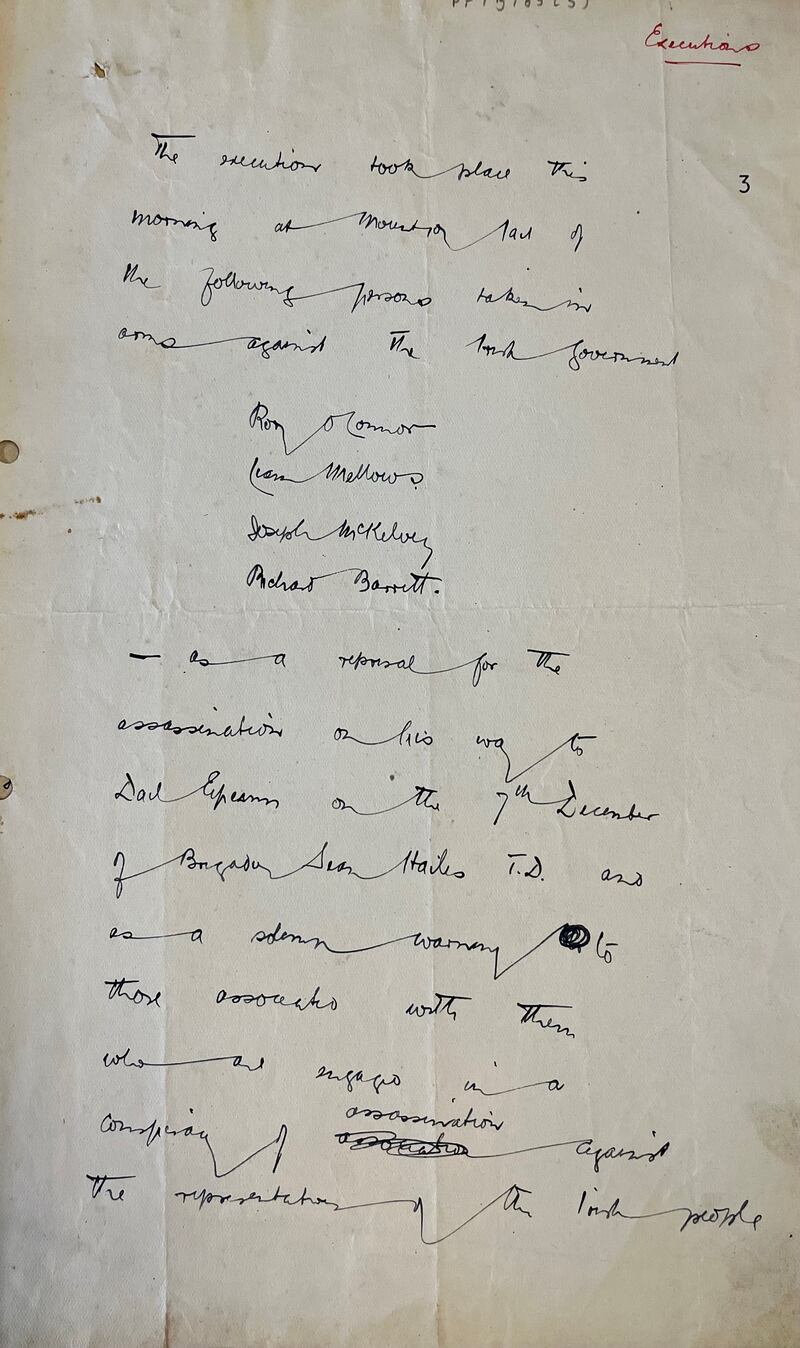 Executions
3
The executions took place this
morning at Mountjoy Jail of
the following persons taken in
arms against the Irish Government
Rory O'Connor
Liam Mellows.
Joseph McKelvey
Richard Barrett.
— as a reprisal for the
assassination on his way to
Dail Eireann on the 7th December
of Brigadier Sean Hailes T.D. and
as a solemn warning to
those associated with them
who are engaged in a
conspiracy of assassination against
the representatives of the Irish people